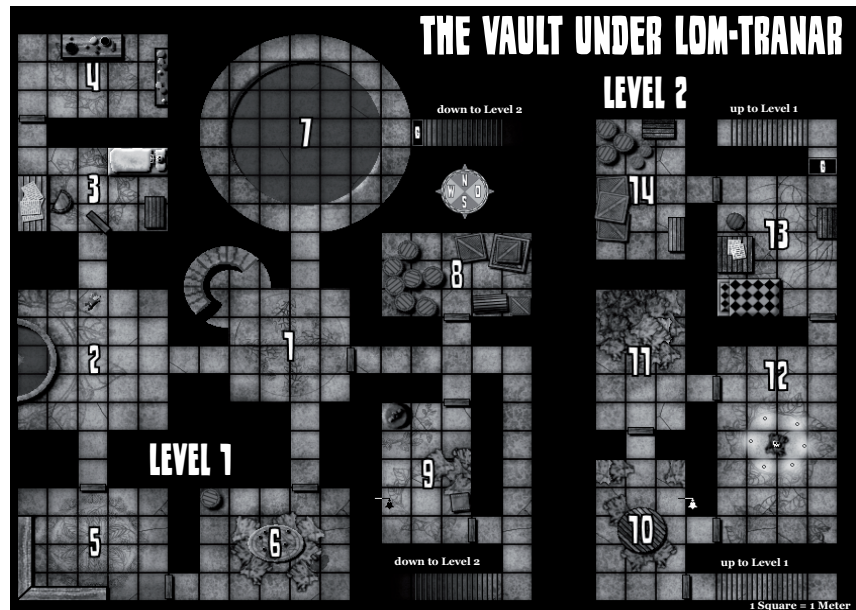 THE VAULT UNDER LOM-TRANAR
LEVEL 2
down to Level 2
up to Level 1
4
7
G
G
N
W O
S
3
14
13
8
1
2
11
12
LEVEL 1
9
5
6
10
down to Level 2
up to Level 1
1 Square = 1 Meter